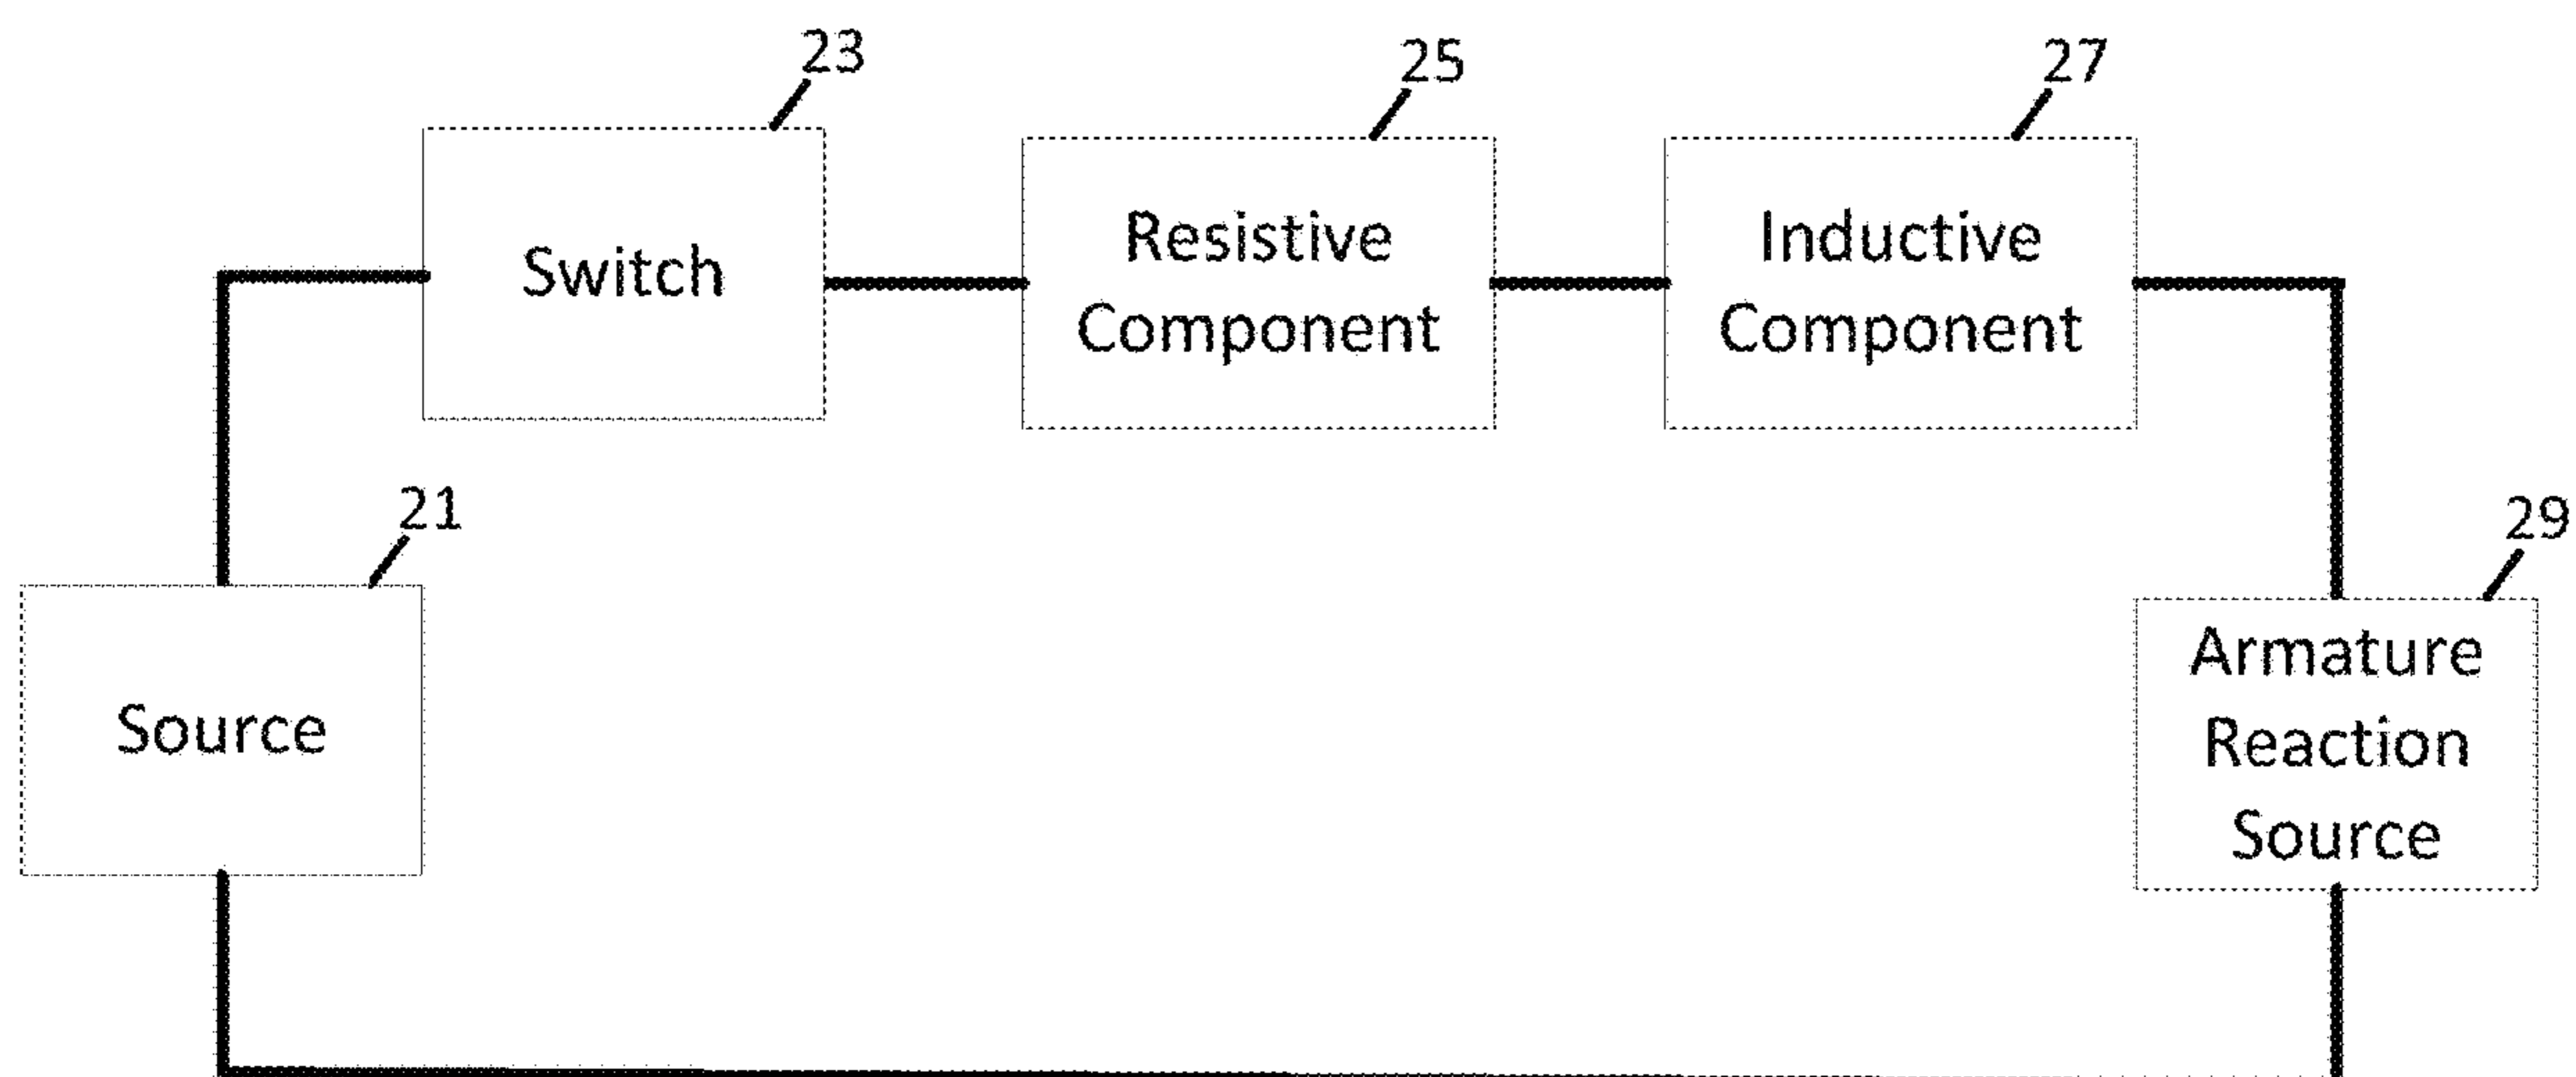 23
25
27
Switch
Resistive
Component
Inductive
Component
21
29
Source
Armature
Reaction
Source